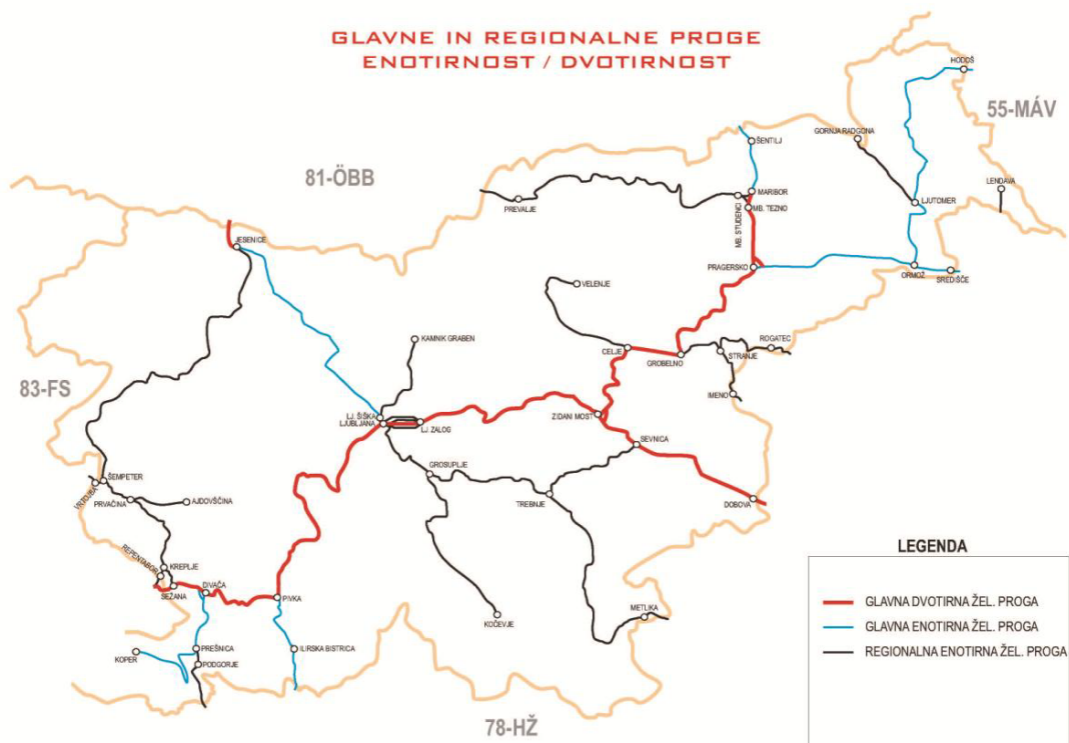 GLAVNE IN REGIONALNE PROGE
ENOTIRNOST / DVOTIRNOST
HODOŠ
55-MÁV
GORNJA RADGONA
ŠENTILJ
81-ÖBB
LENDAVA
MARIBOR
PREVALJE
MB. TEZNO
LJUTOMER
MB. STUDENCI
JESENICE
PRAGERSKO
ORMOŽ
SREDIŠČE
VELENJE
KAMNIK GRABEN
CELJE
ROGATEC
GROBELNO
STRANJE
83-FS
IMENO
LJ. ŠIŠKA
LJUBLJANA
LJ ZALOG
ZIDANI MOST
SEVNICA
GROSUPLJE
ŠEMPETER
VRTOJBA
PRVAČINA
AJDOVŠČINA
TREBNJE
DOBOVA
LEGENDA
REPENTABOR
KREPLJE
SEŽANA
DIVAČA
PIVKA
GLAVNA DVOTIRNA ŽEL. PROGA
METLIKA
KOČEVJE
GLAVNA ENOTIRNA ŽEL. PROGA
PREŠNICA
ILIRSKA BISTRICA
REGIONALNA ENOTIRNA ŽEL. PROGA
KOPER
PODGORJE
78-HŽ